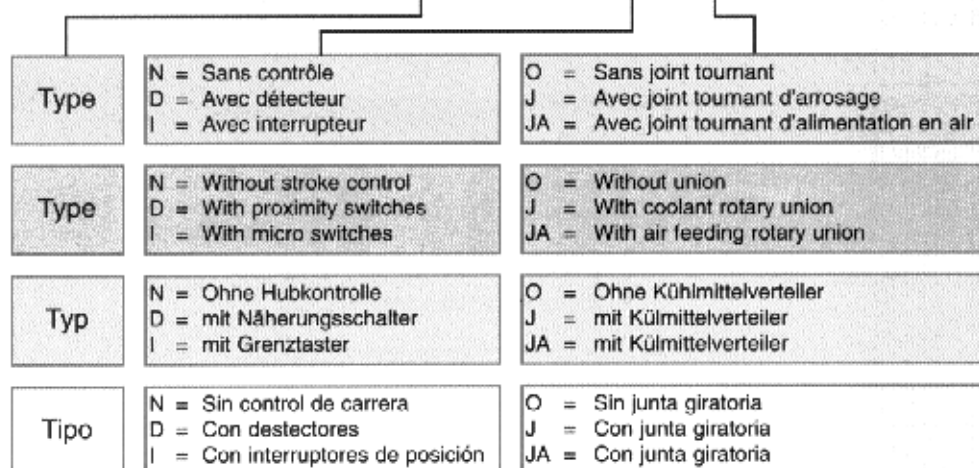 Type
N = Sans contrôle
D = Avec détecteur
I = Avec interrupteur
O = Sans joint tournant
J = Avec joint tournant d'arrosage
JA = Avec joint tournant d'alimentation en air
Type
N = Without stroke control
D = With proximity switches
I = With micro switches
O = Without union
J = With coolant rotary union
JA = With air feeding rotary union
Typ
N = Ohne Hubkontrolle
D = mit Näherungsschalter
I = mit Grenztaster
O = Ohne Kühlmittelverteiler
J = mit Külmittelverteiler
JA = mit Külmittelverteiler
Tipo
N = Sin control de carrera
D = Con destectores
I = Con interruptores de posición
O = Sin junta giratoria
J = Con junta giratoria
JA = Con junta giratoria